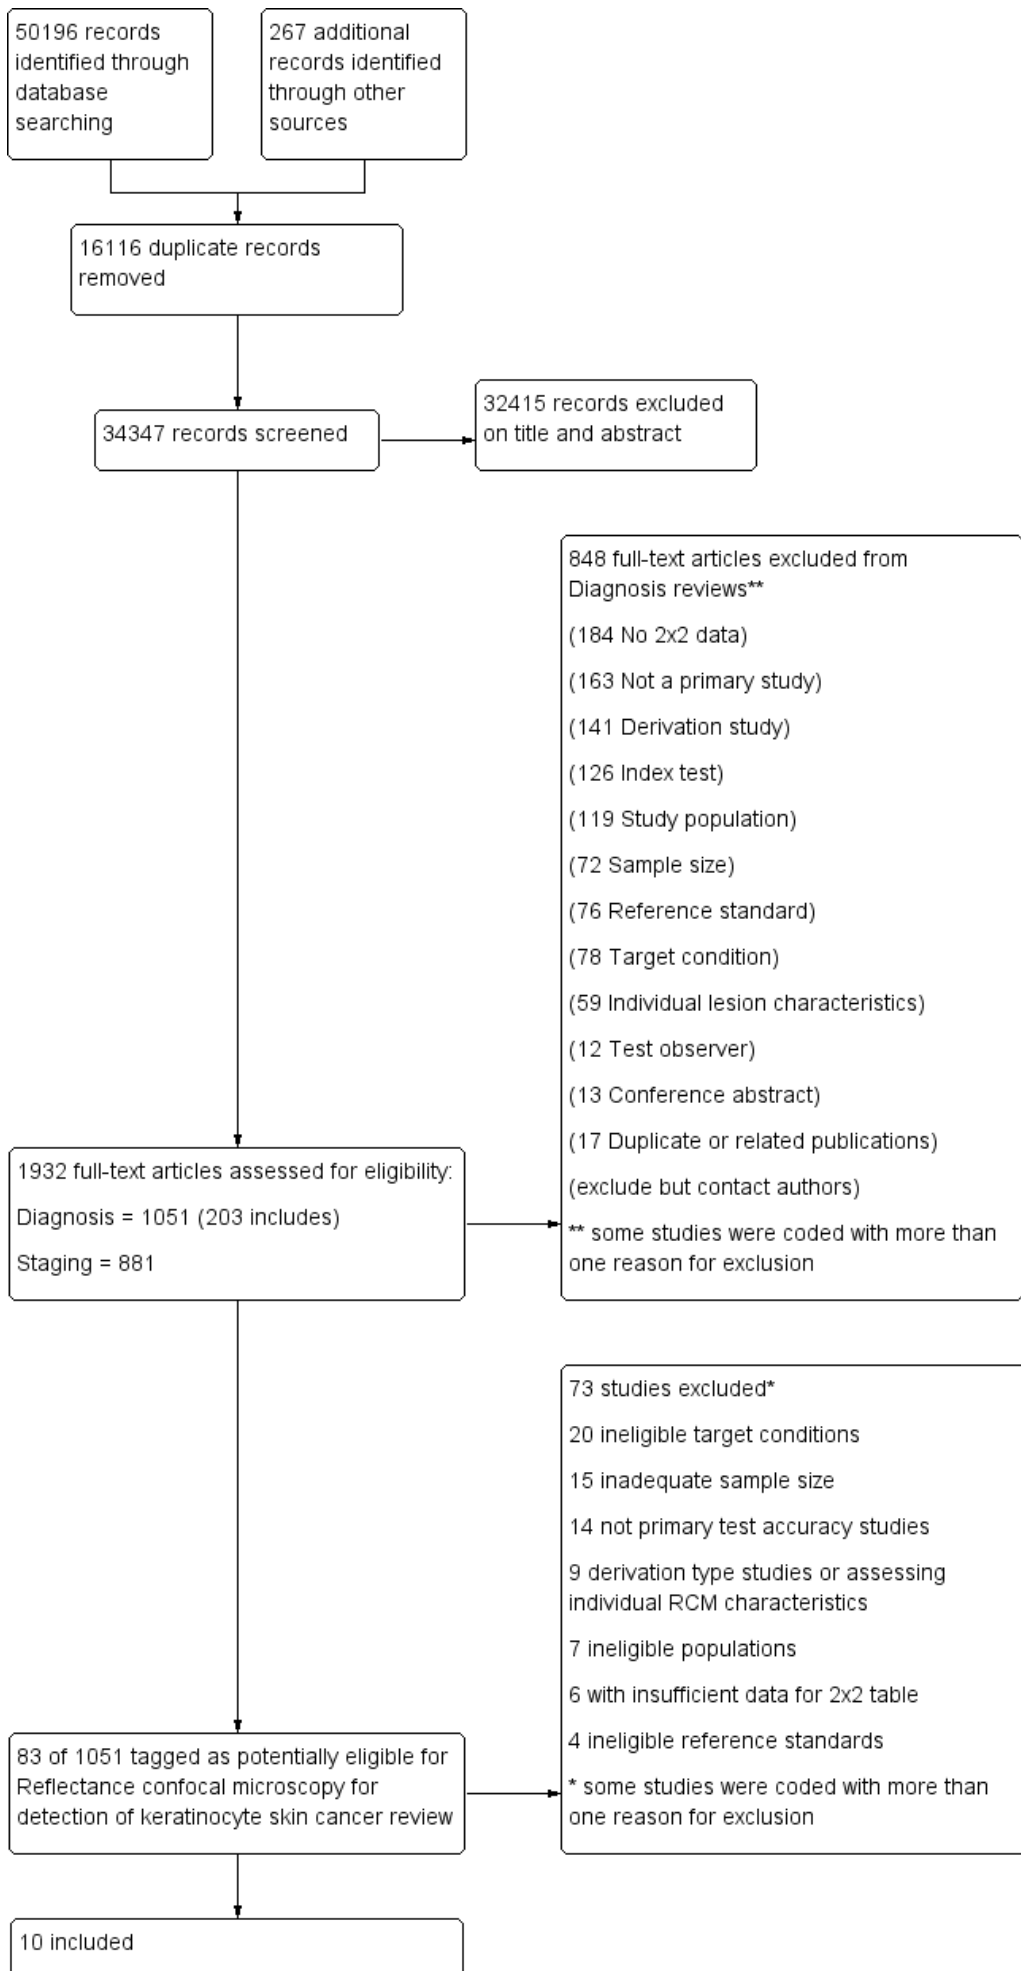 50196 records
identified through
database
searching
267 additional
records identified
through other
sources
16116 duplicate records
removed
34347 records screened
32415 records excluded
on title and abstract
848 full-text articles excluded from
Diagnosis reviews**
(184 No 2x2 data)
(163 Not a primary study)
(141 Derivation study)
(126 Index test)
(119 Study population)
(72 Sample size)
(76 Reference standard)
(78 Target condition)
(59 Individual lesion characteristics)
(12 Test observer)
(13 Conference abstract)
(17 Duplicate or related publications)
(exclude but contact authors)
** some studies were coded with more than
one reason for exclusion
1932 full-text articles assessed for eligibility:
Diagnosis = 1051 (203 includes)
Staging = 881
73 studies excluded*
20 ineligible target conditions
15 inadequate sample size
14 not primary test accuracy studies
9 derivation type studies or assessing
individual RCM characteristics
7 ineligible populations
6 with insufficient data for 2x2 table
4 ineligible reference standards
* some studies were coded with more than
one reason for exclusion
83 of 1051 tagged as potentially eligible for
Reflectance confocal microscopy for
detection of keratinocyte skin cancer review
10 included